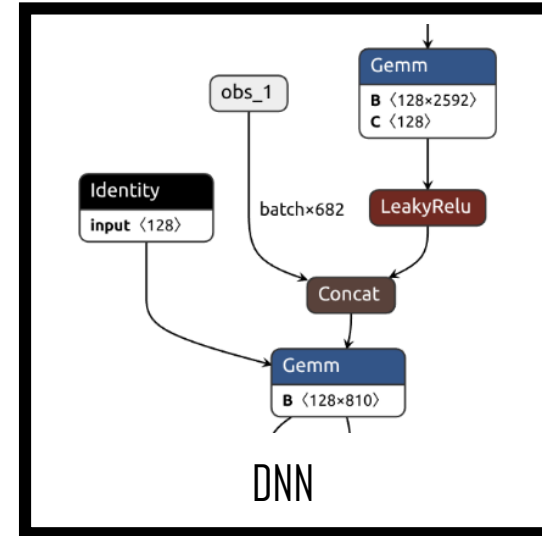 Gemm
B ⟨128×2592⟩
C ⟨128⟩
obs_1
Identity
input ⟨128⟩
batch×682
LeakyRelu
Concat
Gemm
B ⟨128×810⟩
DNN